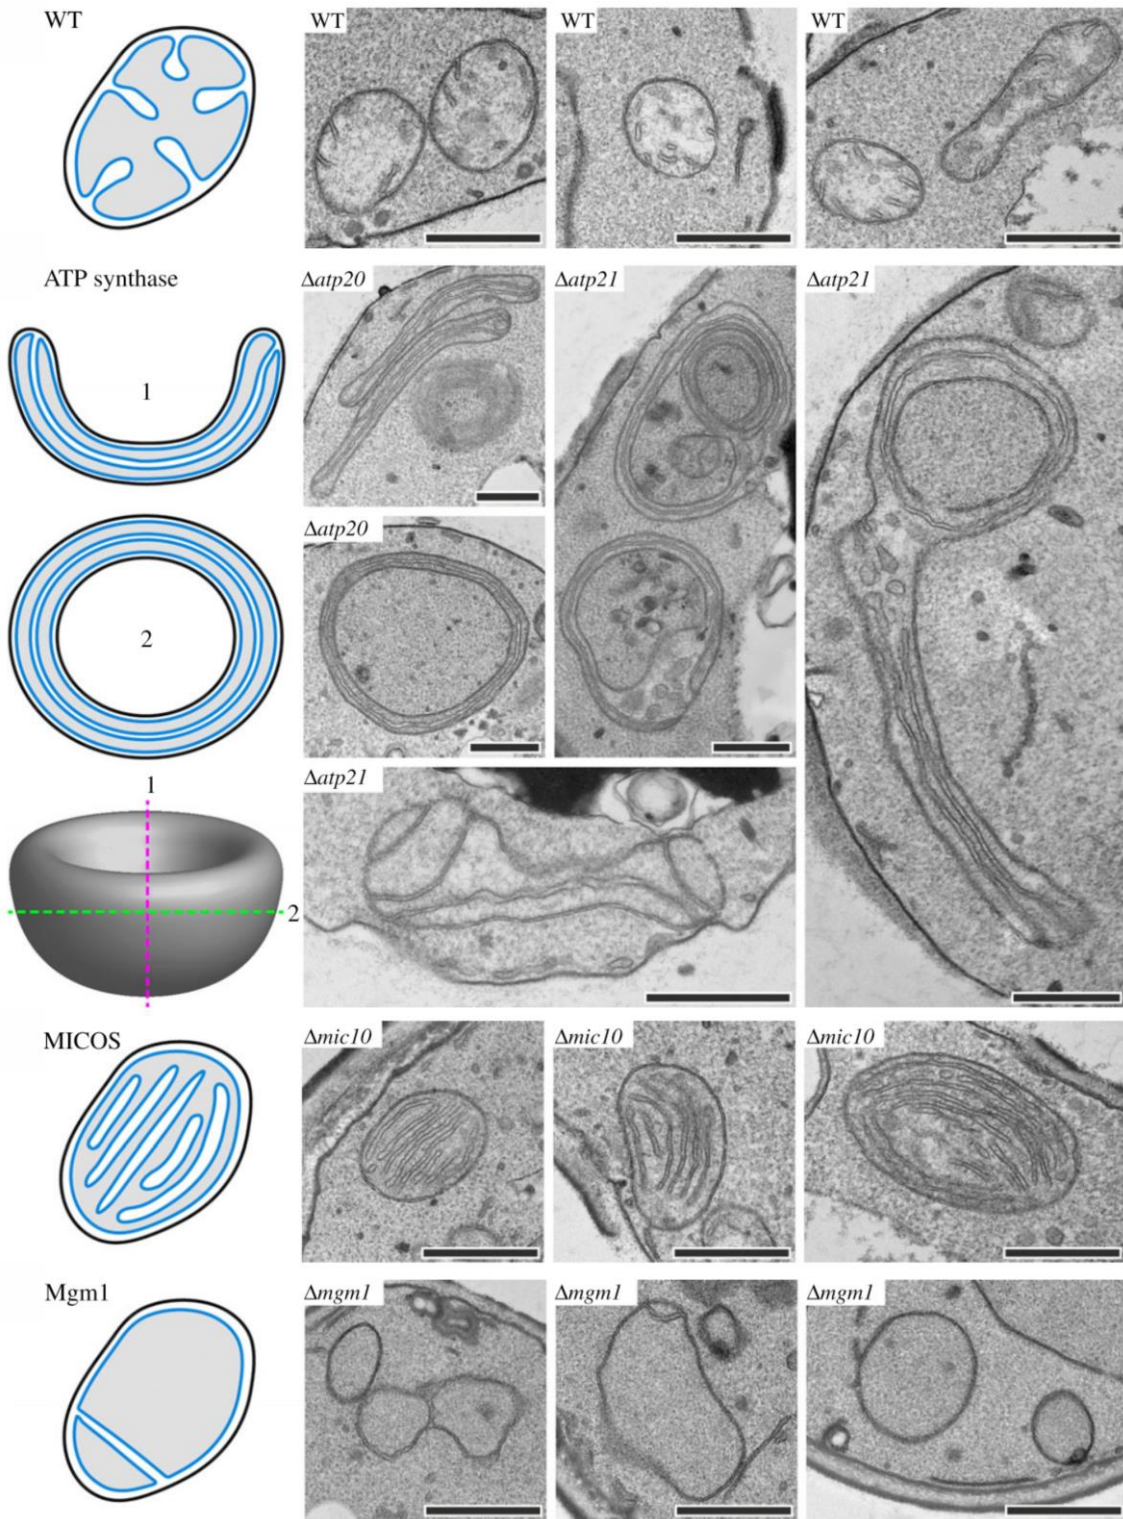 WT
WT
WT
WT
ATP synthase
Δatp20
Δatp21
Δatp21
1
Δatp20
2
Δatp21
1
2
MICOS
Δmic10
Δmic10
Δmic10
Mgm1
Δmgm1
Δmgm1
Δmgm1